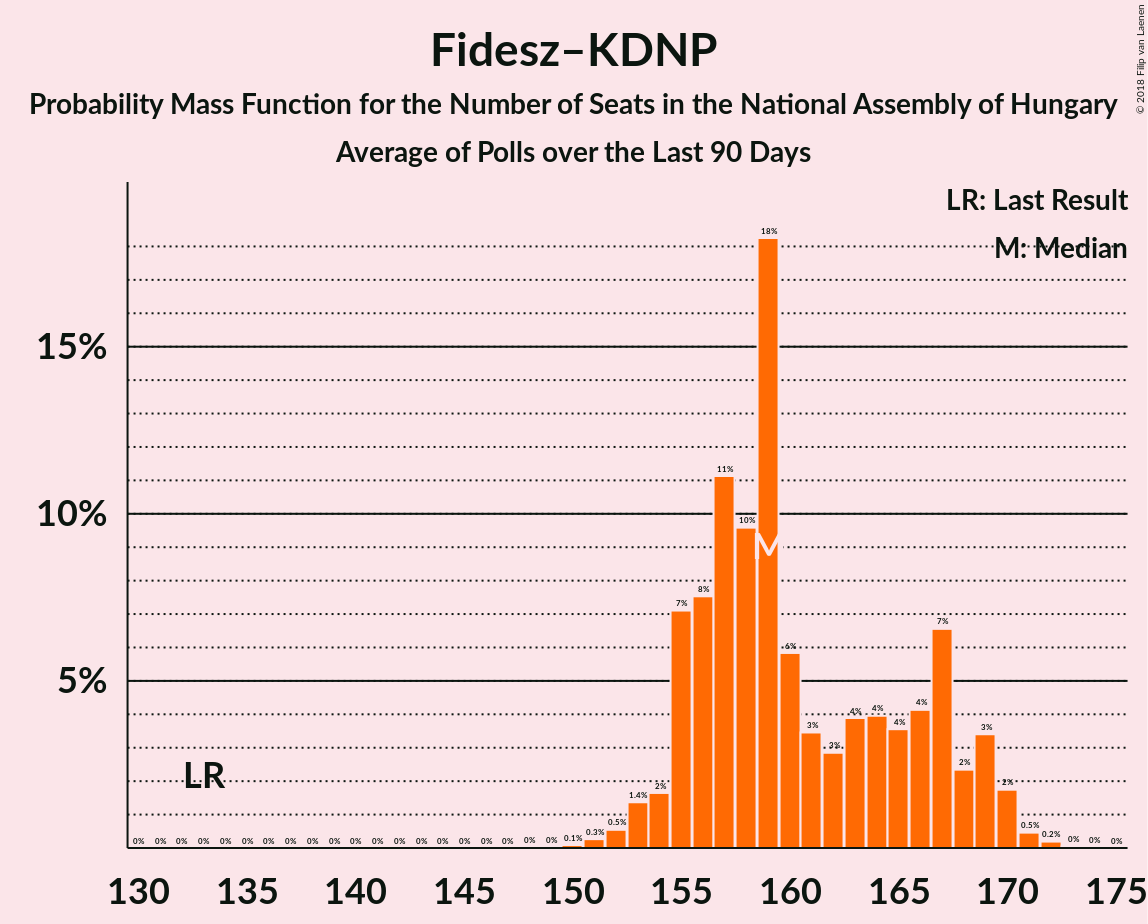 Fidesz–KDNP
Probability Mass Function for the Number of Seats in the National Assembly of Hungary
Average of Polls over the Last 90 Days
© 2018 Filip van Laenen
LR: Last Result
M: Median
15%
10%
5%
LR
M
0% 0% 0% 0% 0% 0% 0% 0% 0% 0% 0% 0% 0% 0% 0% 0% 0% 0% 0% 0% 0.1% 0.3% 0.5% 1.4% 2% 7% 8% 11% 10% 18% 6% 3% 3% 4% 4% 4% 4% 7% 2% 3% 2% 0.5% 0.2% 0% 0% 0%
130 135 140 145 150 155 160 165 170 175